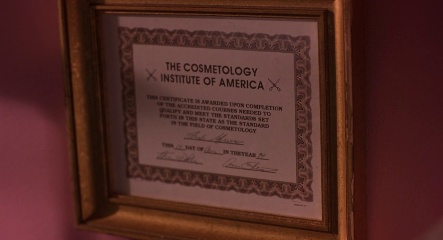 THE COSMETOLOGY
INSTITUTE OF AMERICA
THIS CERTIFICATE IS AWARDED UPON COMPLETION
OF THE ACCREDITED COURSES NEEDED TO
QUALIFY AND MEET THE STANDARDS SET
FORTH IN THIS STATE AS THE STANDARD
IN THE FIELD OF COSMETOLOGY
THIS DAY OF IN THE YEAR